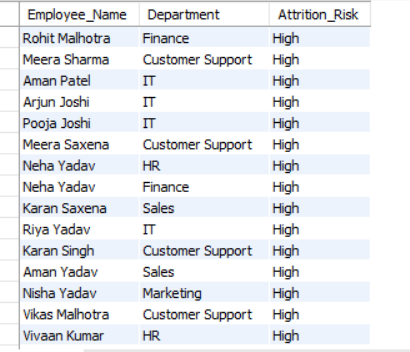 Employee_Name Department Attrition_Risk
Rohit Malhotra Finance High
Meera Sharma Customer Support High
Aman Patel IT High
Arjun Joshi IT High
Pooja Joshi IT High
Meera Saxena Customer Support High
Neha Yadav HR High
Neha Yadav Finance High
Karan Saxena Sales High
Riya Yadav IT High
Karan Singh Customer Support High
Aman Yadav Sales High
Nisha Yadav Marketing High
Vikas Malhotra Customer Support High
Vivaan Kumar HR High